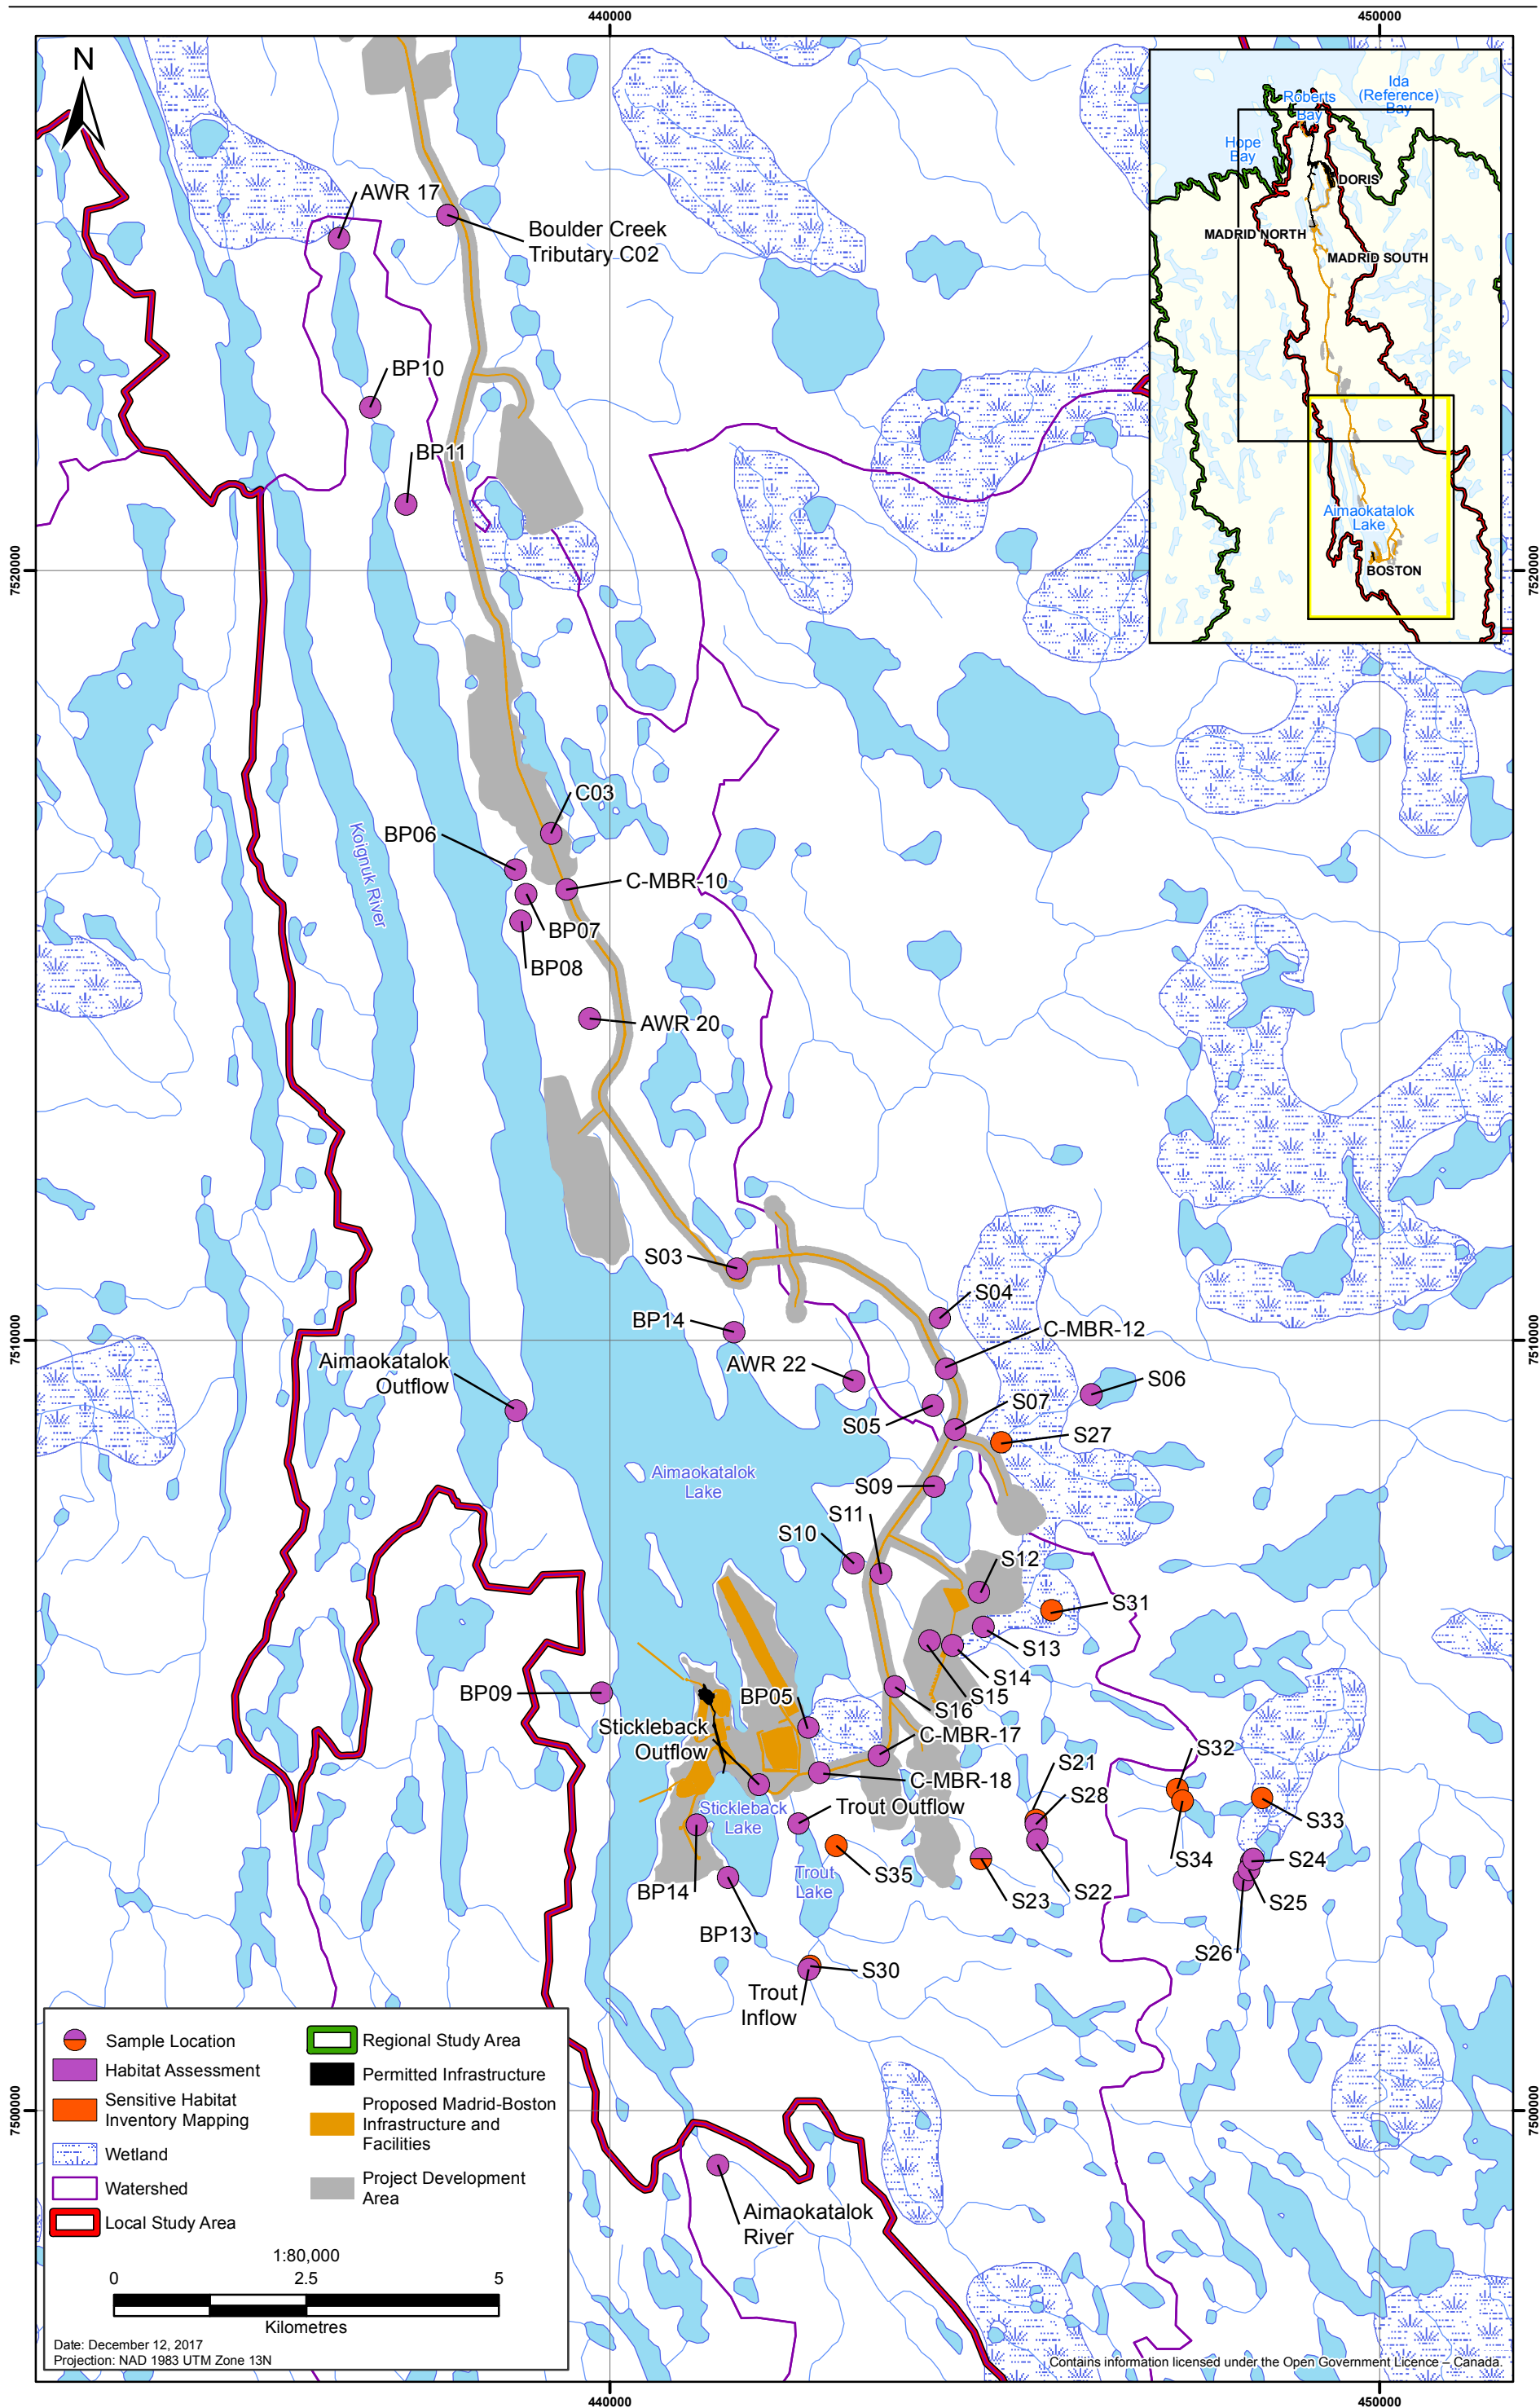 440000
450000
N
Roberts
Bay
Ida
(Reference)
Bay
Hope
Bay
DORIS
MADRID NORTH
MADRID SOUTH
Aimaokatalok
Lake
BOSTON
AWR 17
Boulder Creek
Tributary C02
BP10
BP11
7520000
7520000
C03
BP06
Koignuk River
C-MBR-10
BP07
BP08
AWR 20
S03
S04
BP14
C-MBR-12
7510000
7510000
Aimaokatalok
Outflow
AWR 22
S06
S05
S07
S27
Aimaokatalok
Lake
S09
S11
S10
S12
S31
S13
S14
S15
BP09
BP05
S16
Stickleback
Outflow
C-MBR-17
S32
S21
C-MBR-18
S28
Trout Outflow
Stickleback
Lake
S33
S34
S24
S35
Trout
Lake
BP14
S23
S22
S25
BP13
S26
S30
Trout
Inflow
7500000
7500000
Aimaokatalok
River
Sample Location
Habitat Assessment
Sensitive Habitat
Inventory Mapping
Wetland
Watershed
Local Study Area
Regional Study Area
Permitted Infrastructure
Proposed Madrid-Boston
Infrastructure and
Facilities
Project Development
Area
1:80,000
0 2.5 5
Kilometres
Date: December 12, 2017
Projection: NAD 1983 UTM Zone 13N
Contains information licensed under the Open Government Licence – Canada.
440000
450000